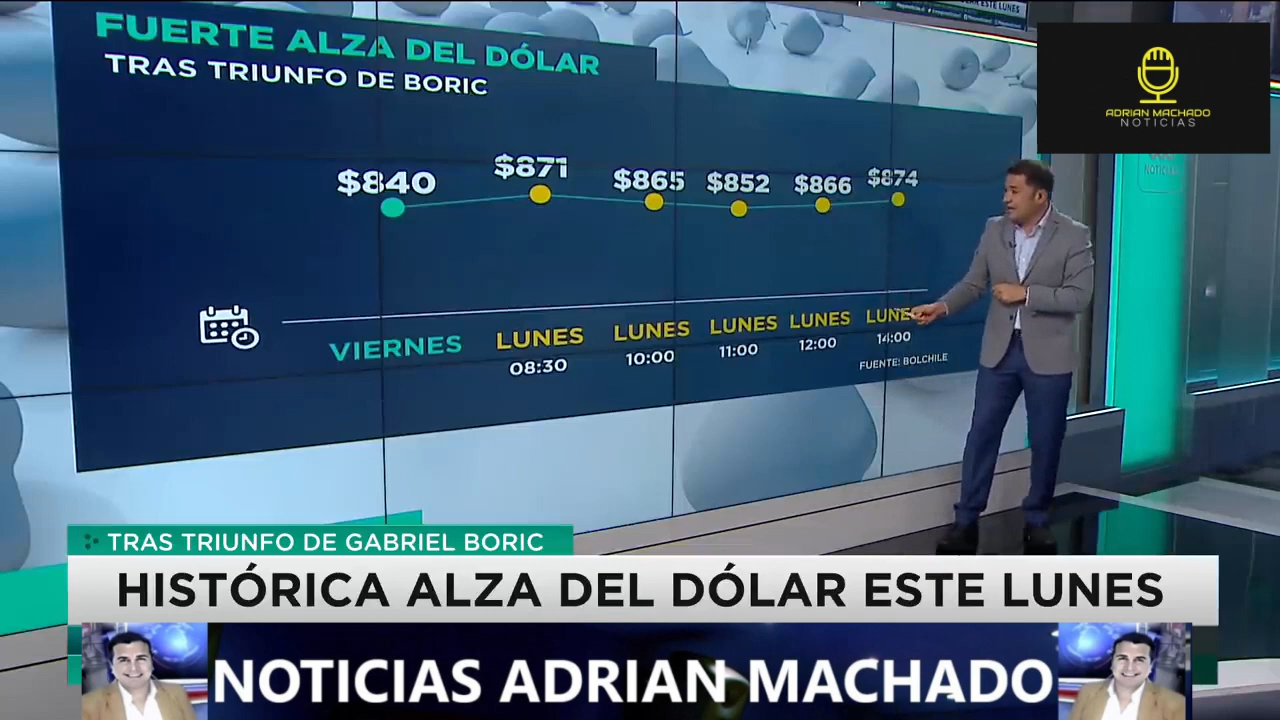 ESTE LUNES
FUERTE ALZA DEL DÓLAR
TRAS TRIUNFO DE BORIC
ADRIAN MACHADO
NOTICIAS
$840
$871
$865
$852
$866
$874
VIERNES
LUNES
08:30
LUNES
10:00
LUNES
11:00
LUNES
12:00
LUNES
14:00
FUENTE: BOLCHILE
TRAS TRIUNFO DE GABRIEL BORIC
HISTÓRICA ALZA DEL DÓLAR ESTE LUNES
NOTICIAS ADRIAN MACHADO